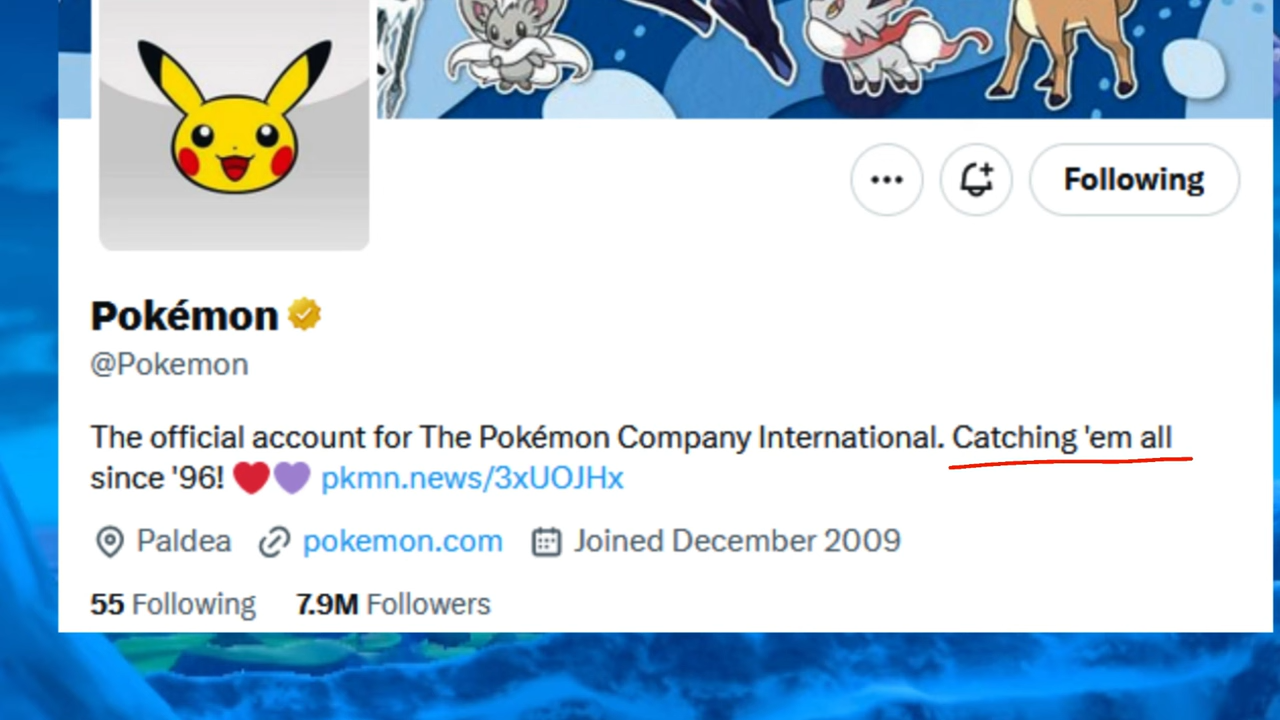 Following
Pokémon
@Pokemon
The official account for The Pokémon Company International. Catching 'em all
since '96! ❤️💜 pkmn.news/3xUOJHx
Paldea pokemon.com Joined December 2009
55 Following 7.9M Followers